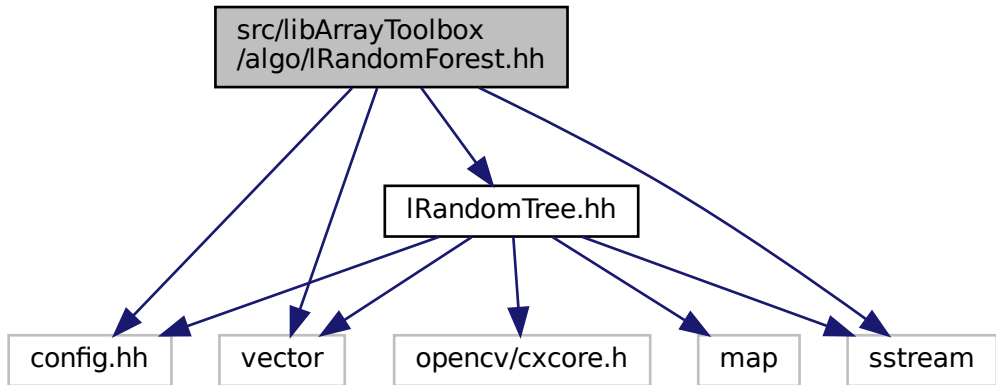 src/libArrayToolbox
/algo/lRandomForest.hh
lRandomTree.hh
config.hh
vector
opencv/cxcore.h
map
sstream